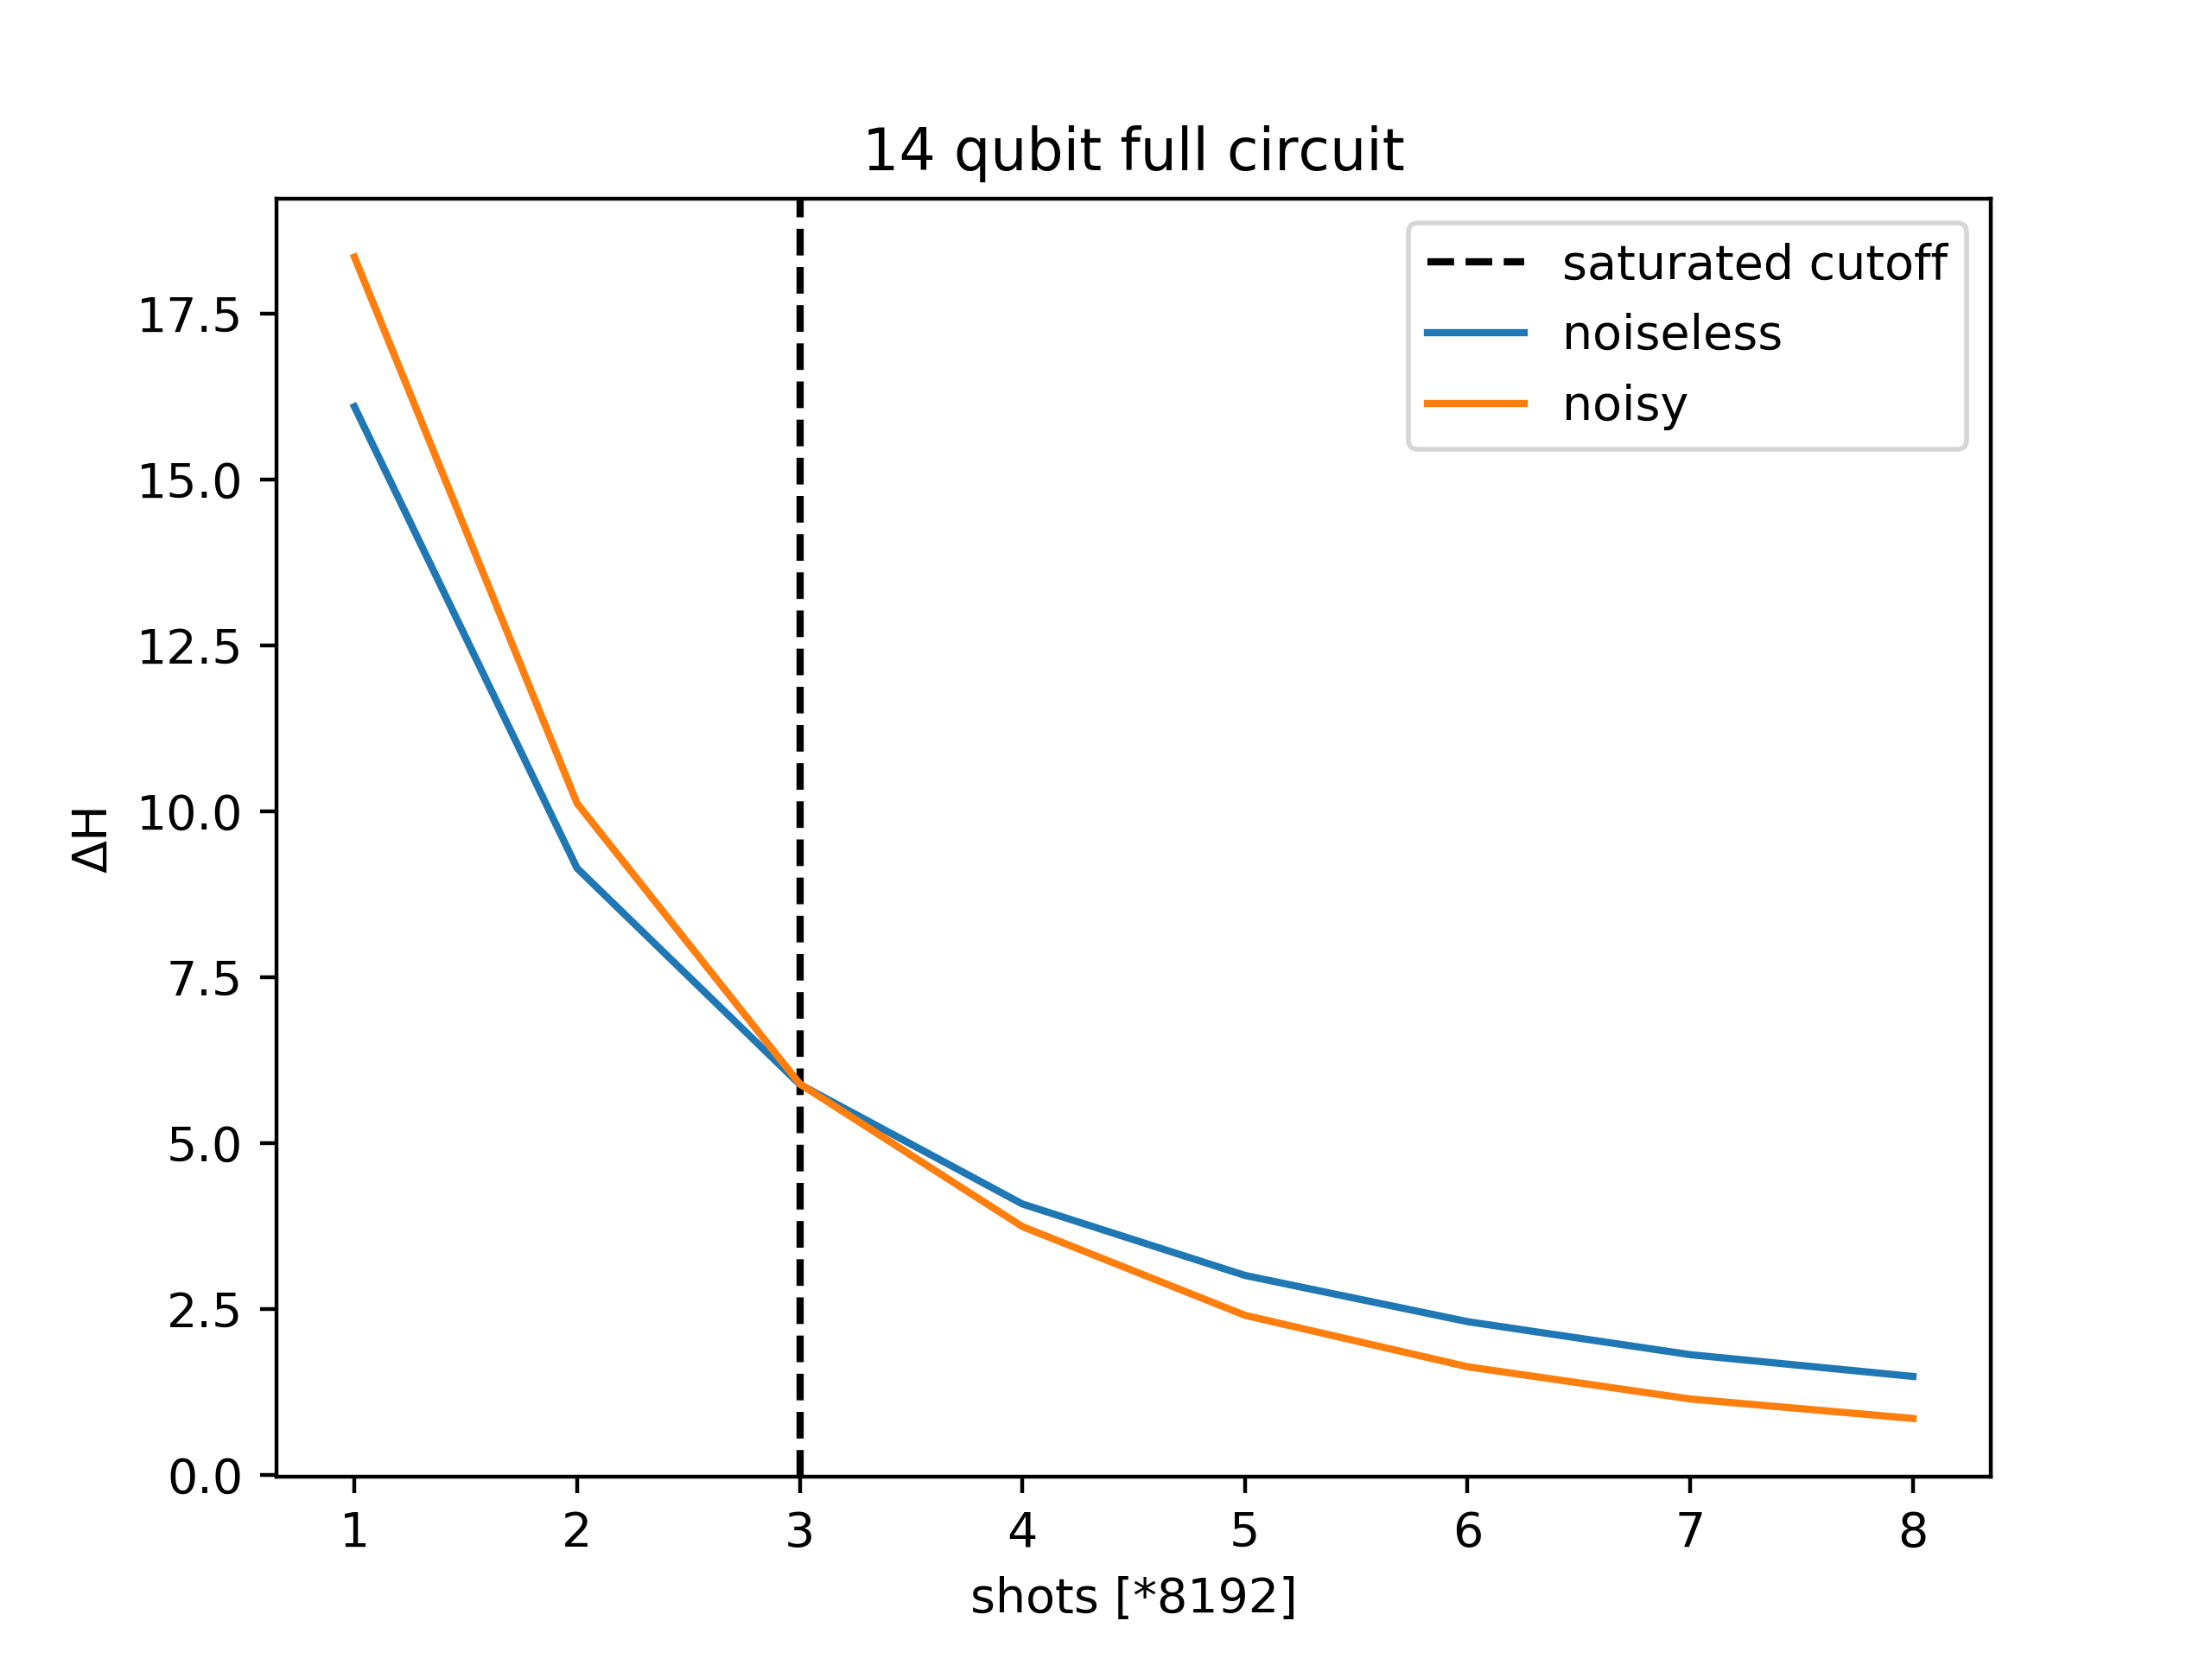 14 qubit full circuit
saturated cutoff
noiseless
noisy
17.5
15.0
12.5
10.0
7.5
5.0
2.5
0.0
ΔH
1 2 3 4 5 6 7 8
shots [*8192]